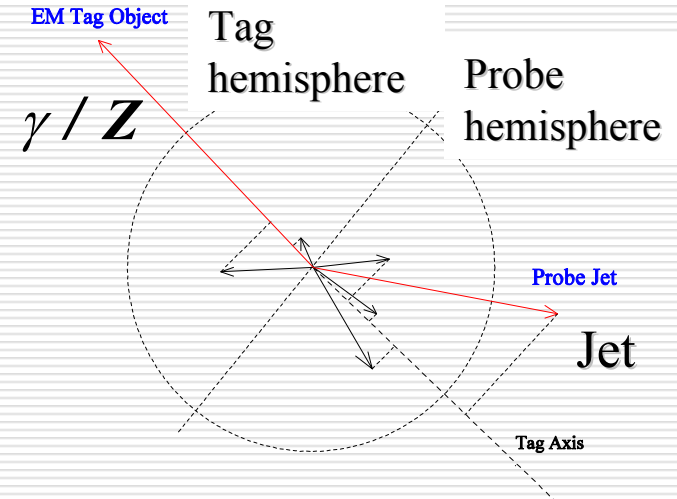 EM Tag Object
Tag
hemisphere
Probe
hemisphere
γ / Z
Probe Jet
Jet
Tag Axis